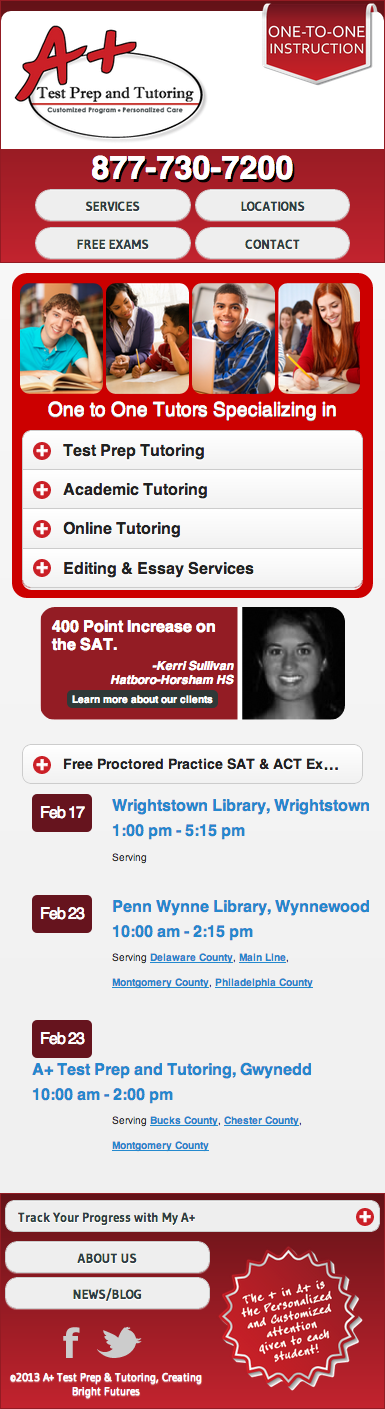 ONE-TO-ONE
INSTRUCTION
A+
Test Prep and Tutoring
Customized Program • Personalized Care
877-730-7200
SERVICES
LOCATIONS
FREE EXAMS
CONTACT
One to One Tutors Specializing in
Test Prep Tutoring
Academic Tutoring
Online Tutoring
Editing & Essay Services
400 Point Increase on
the SAT.
-Kerri Sullivan
Hatboro-Horsham HS
Learn more about our clients
Free Proctored Practice SAT & ACT Ex...
Feb 17
Wrightstown Library, Wrightstown
1:00 pm - 5:15 pm
Serving
Feb 23
Penn Wynne Library, Wynnewood
10:00 am - 2:15 pm
Serving Delaware County, Main Line,
Montgomery County, Philadelphia County
Feb 23
A+ Test Prep and Tutoring, Gwynedd
10:00 am - 2:00 pm
Serving Bucks County, Chester County,
Montgomery County
Track Your Progress with My A+
ABOUT US
NEWS/BLOG
The + in A+ is
the Personalized
and Customized
attention
given to each
student!
f
©2013 A+ Test Prep & Tutoring, Creating
Bright Futures